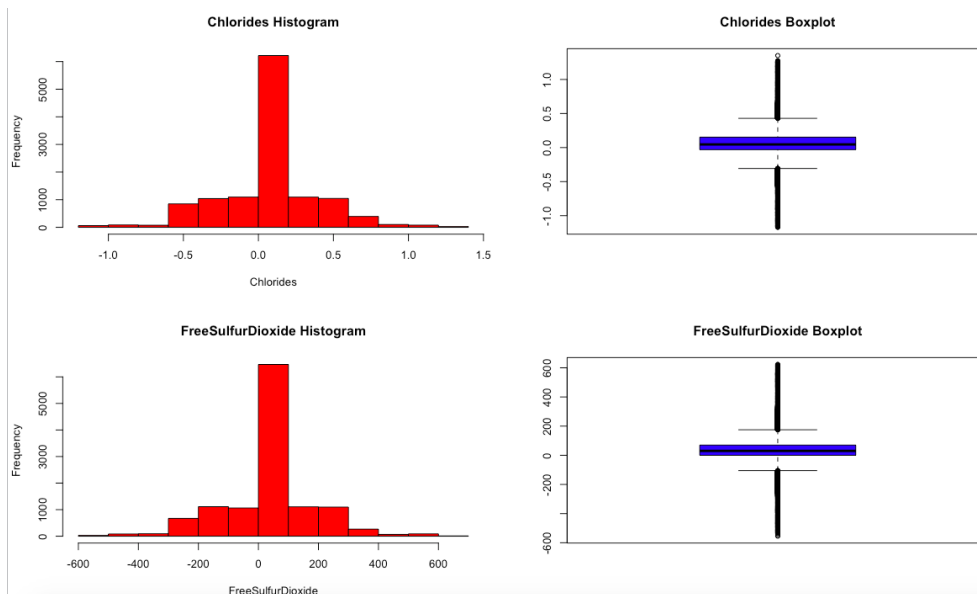 Chlorides Histogram
Frequency
0
1000
3000
5000
-1.0 -0.5 0.0 0.5 1.0 1.5
Chlorides
Chlorides Boxplot
1.0
0.5
0.0
-0.5
-1.0
FreeSulfurDioxide Histogram
Frequency
0
1000
3000
5000
-600 -400 -200 0 200 400 600
FreeSulfurDioxide
FreeSulfurDioxide Boxplot
600
400
200
0
-200
-600